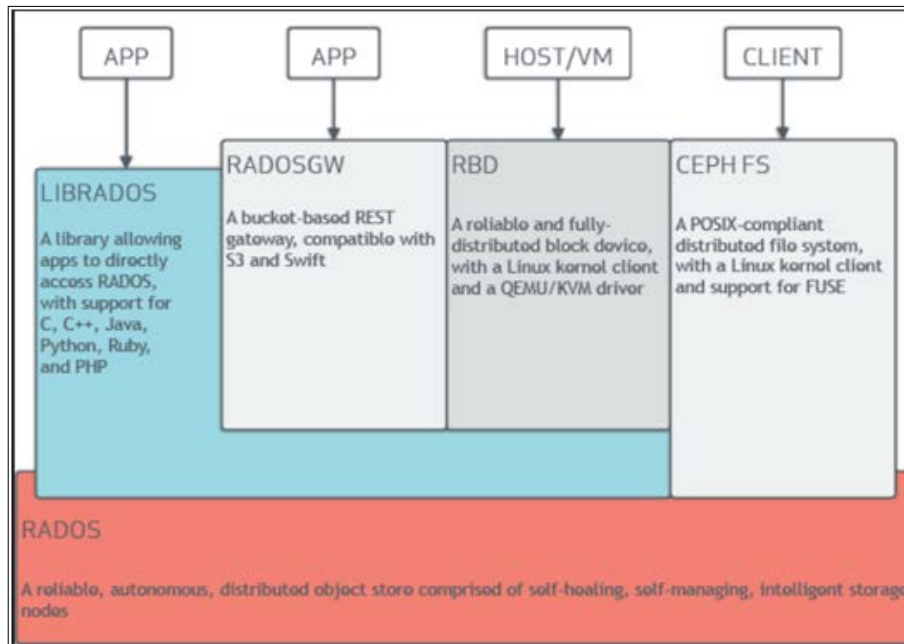 APP
APP
HOST/VM
CLIENT
LIBRADOS
A library allowing
apps to directly
access RADOS,
with support for
C, C++, Java,
Python, Ruby,
and PHP
RADOSGW
A bucket-based REST
gateway, compatible with
S3 and Swift
RBD
A reliable and fully-
distributed block device,
with a Linux kernel client
and a QEMU/KVM driver
CEPH FS
A POSIX-compliant
distributed file system,
with a Linux kernel client
and support for FUSE
RADOS
A reliable, autonomous, distributed object store comprised of self-healing, self-managing, intelligent storage
nodes